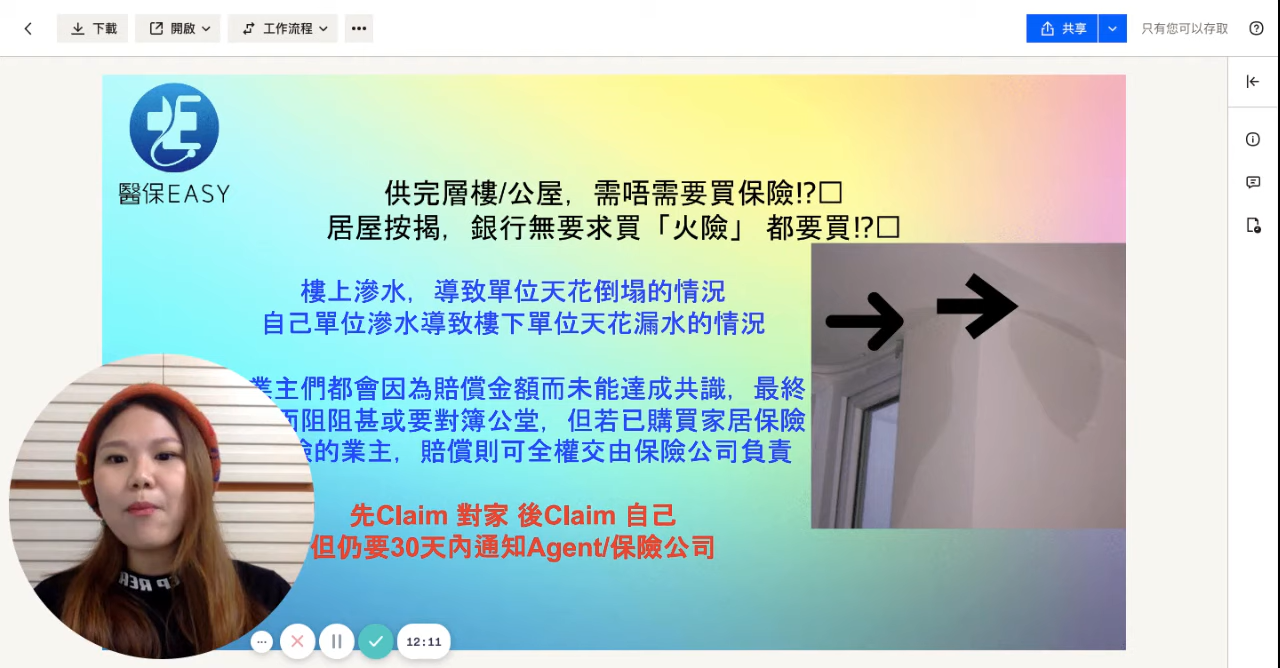 下載
開啟
工作流程
共享
只有您可以存取
醫保EASY
供完層樓/公屋，需唔需要買保險!?□
居屋按揭，銀行無要求買「火險」 都要買!?□
樓上滲水，導致單位天花倒塌的情況
自己單位滲水導致樓下單位天花漏水的情況
業主們都會因為賠償金額而未能達成共識，最終
阻阻甚或要對簿公堂，但若已購買家居保險
的業主，賠償則可全權交由保險公司負責
先Claim 對家 後Claim 自己
但仍要30天內通知Agent/保險公司
12:11